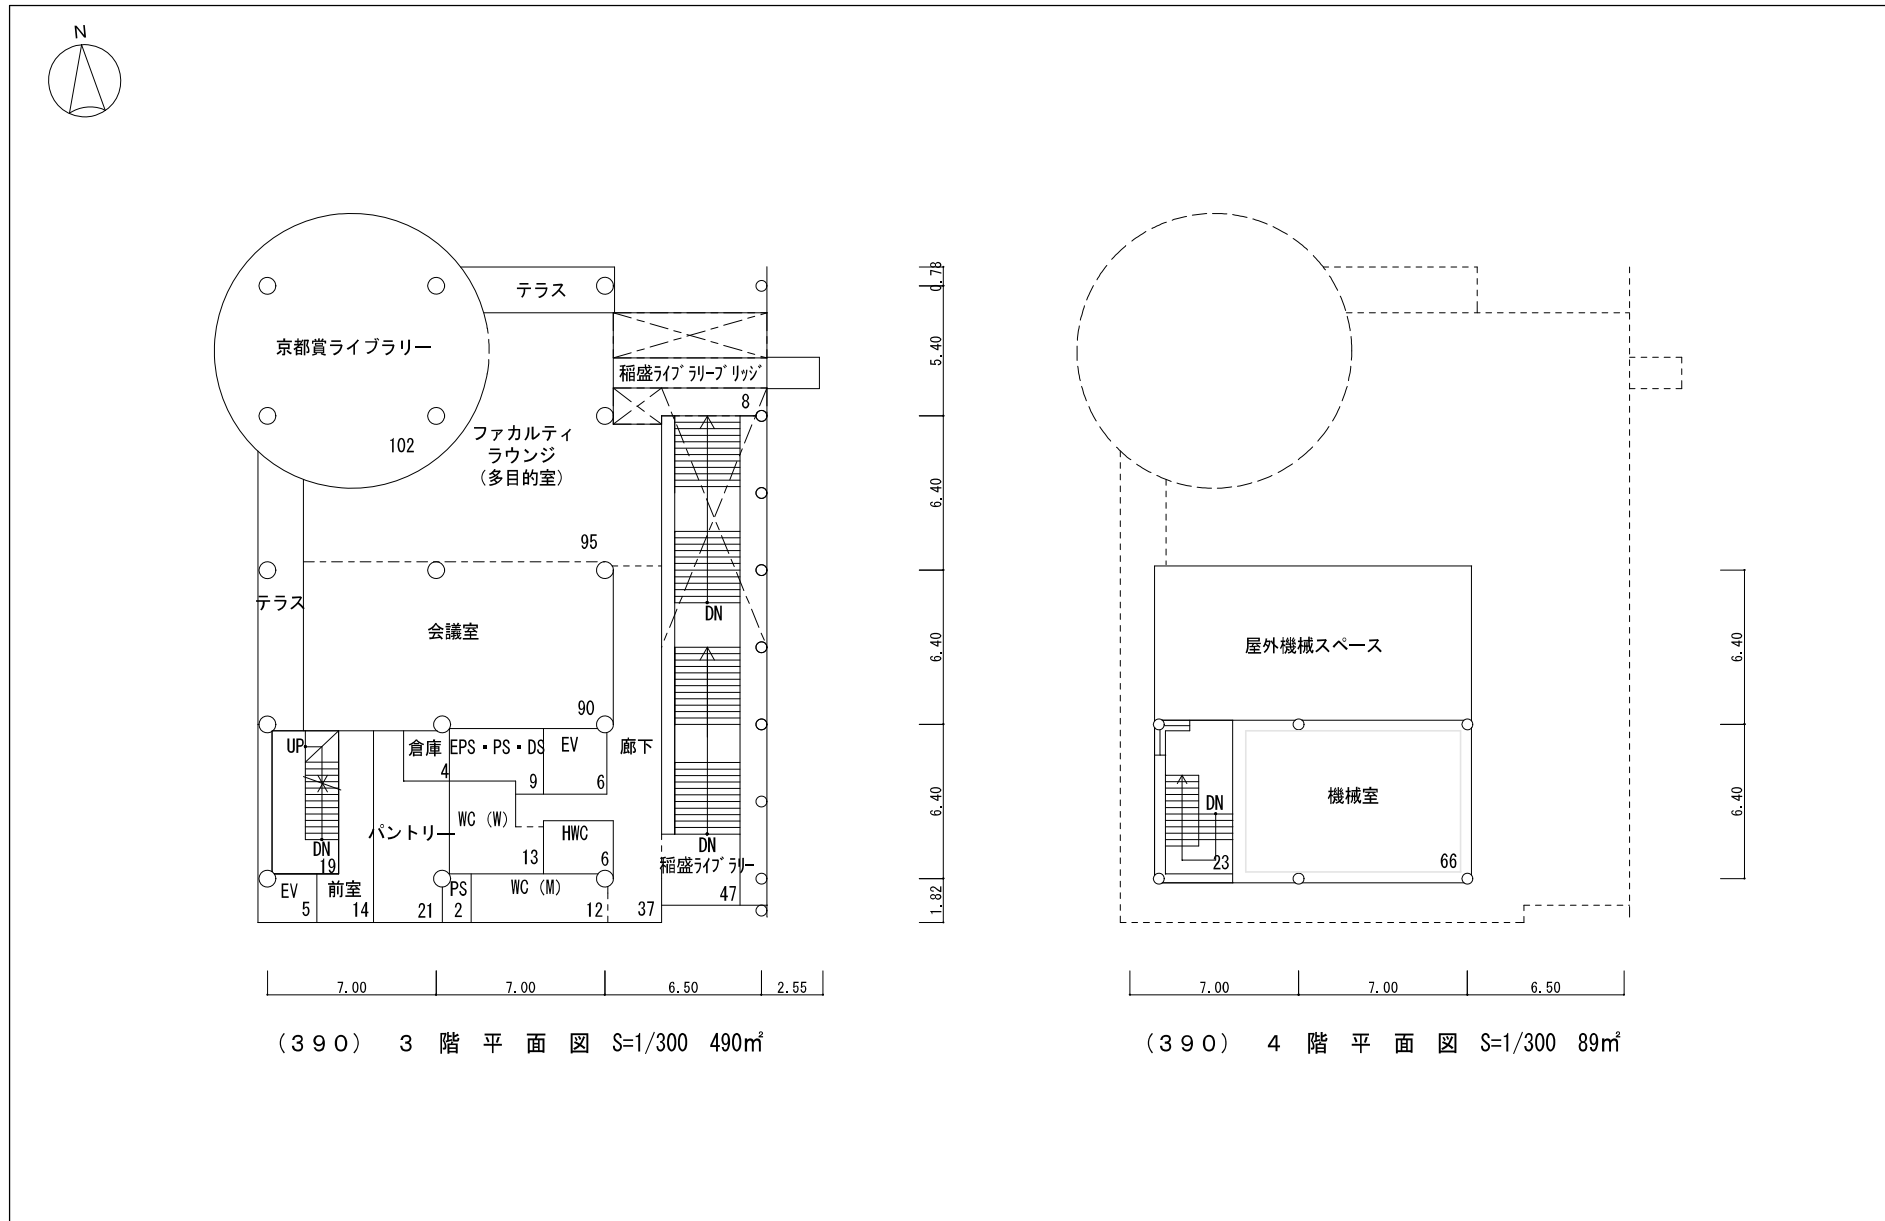 N
テラス
0.78
京都賞ライブラリー
5.40
稲盛ライブラリーブリッジ
8
102
ファカルティ
ラウンジ
(多目的室)
6.40
95
テラス
DN
会議室
6.40
90
UP
倉庫
4
EPS・PS・DS
9
EV
6
廊下
パントリー
WC (W)
13
HWC
6
6.40
DN
19
DN
稲盛ライブラリー
47
EV
5
前室
14
21
PS
2
WC (M)
12
37
1.82
7.00
7.00
6.50
2.55
(390) 3 階 平 面 図 S=1/300 490㎡
屋外機械スペース
6.40
機械室
DN
23
66
6.40
7.00
7.00
6.50
(390) 4 階 平 面 図 S=1/300 89㎡